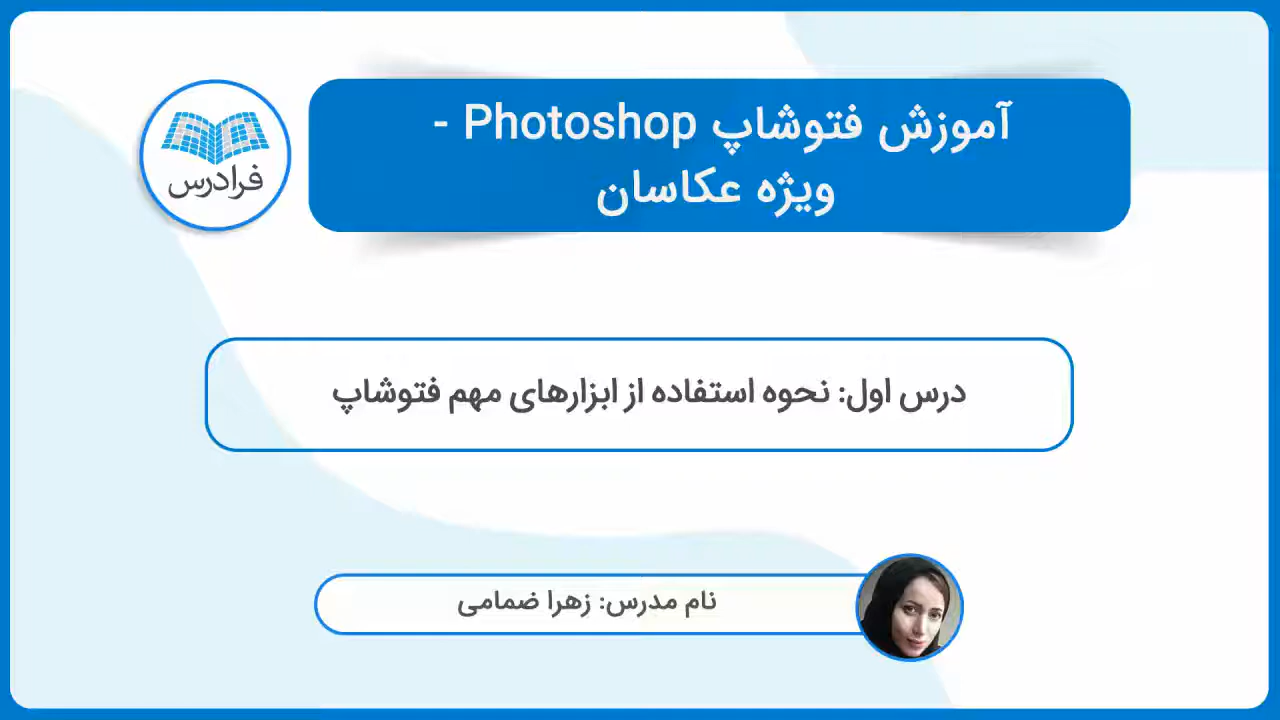 آموزش فتوشاپ Photoshop -
ویژه عکاسان
فرادرس
درس اول: نحوه استفاده از ابزارهای مهم فتوشاپ
نام مدرس: زهرا ضمامی